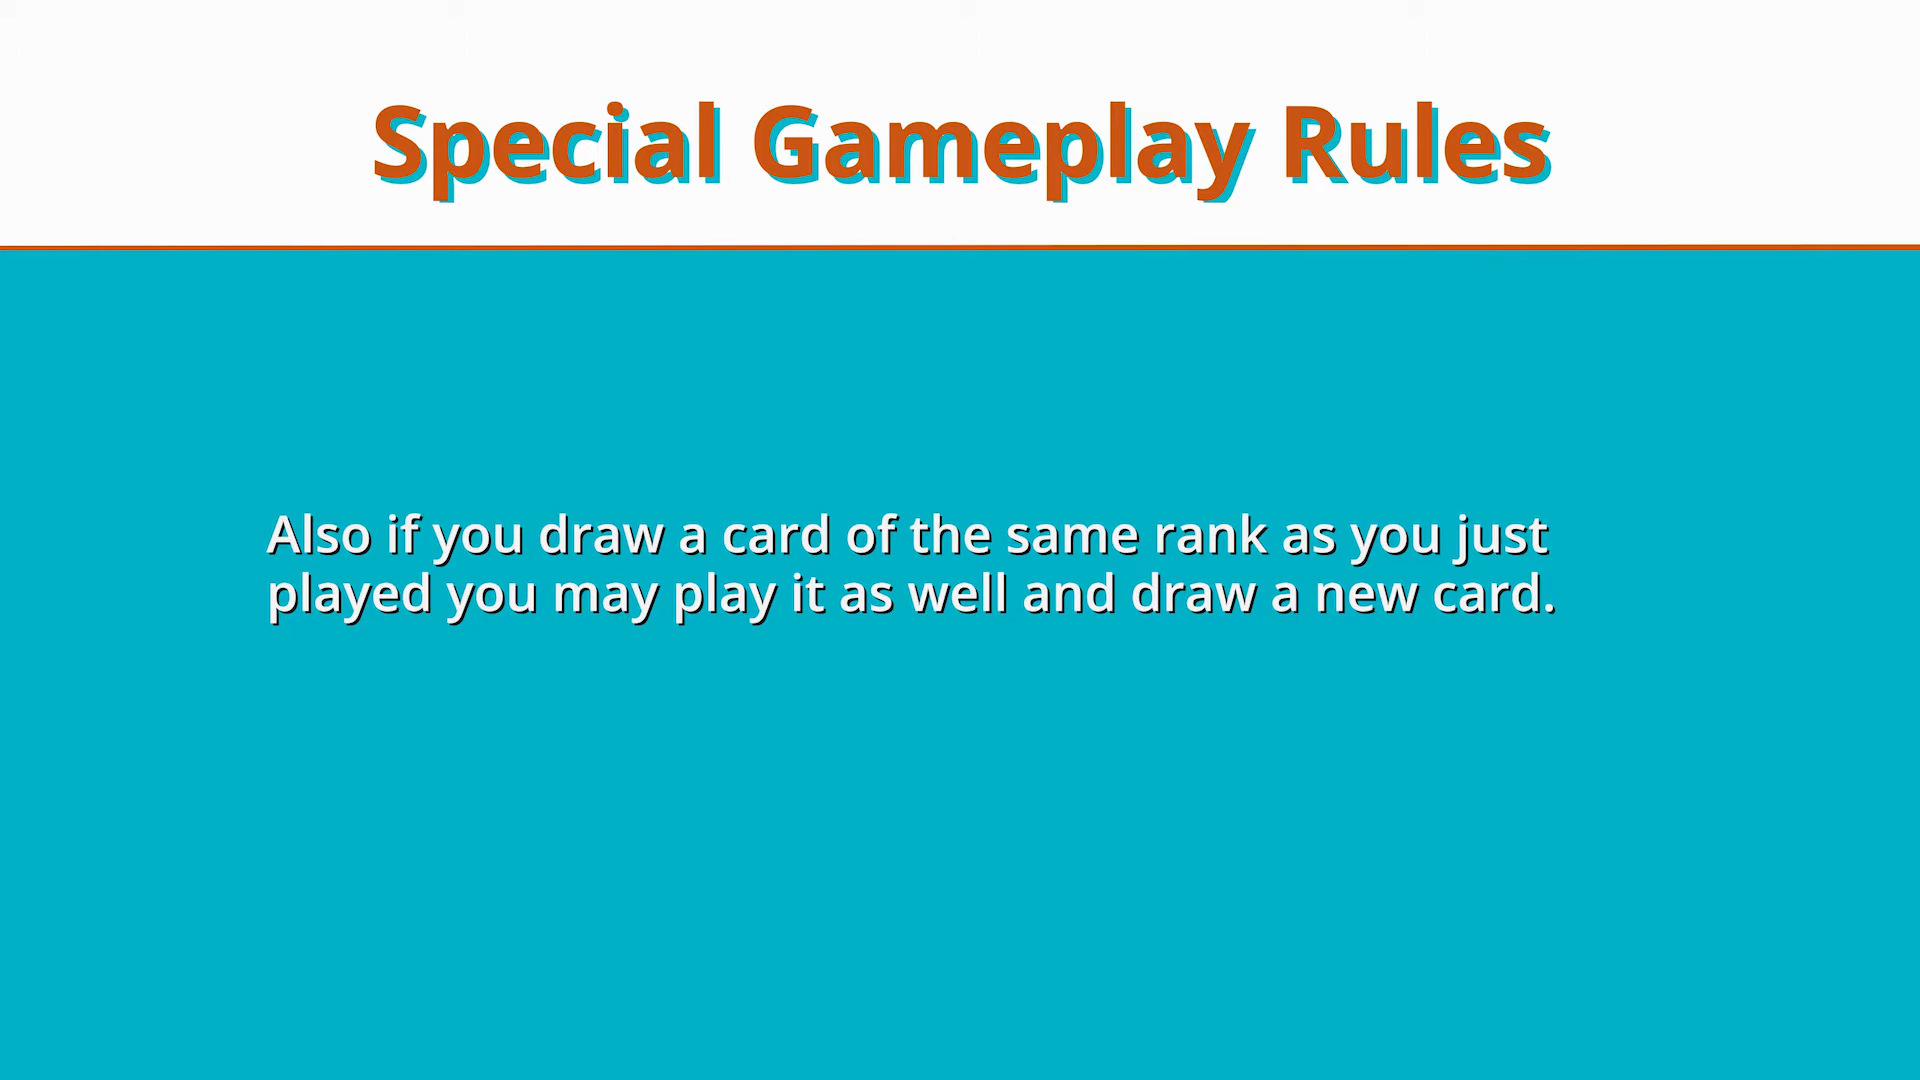 Special Gameplay Rules
Also if you draw a card of the same rank as you just
played you may play it as well and draw a new card.